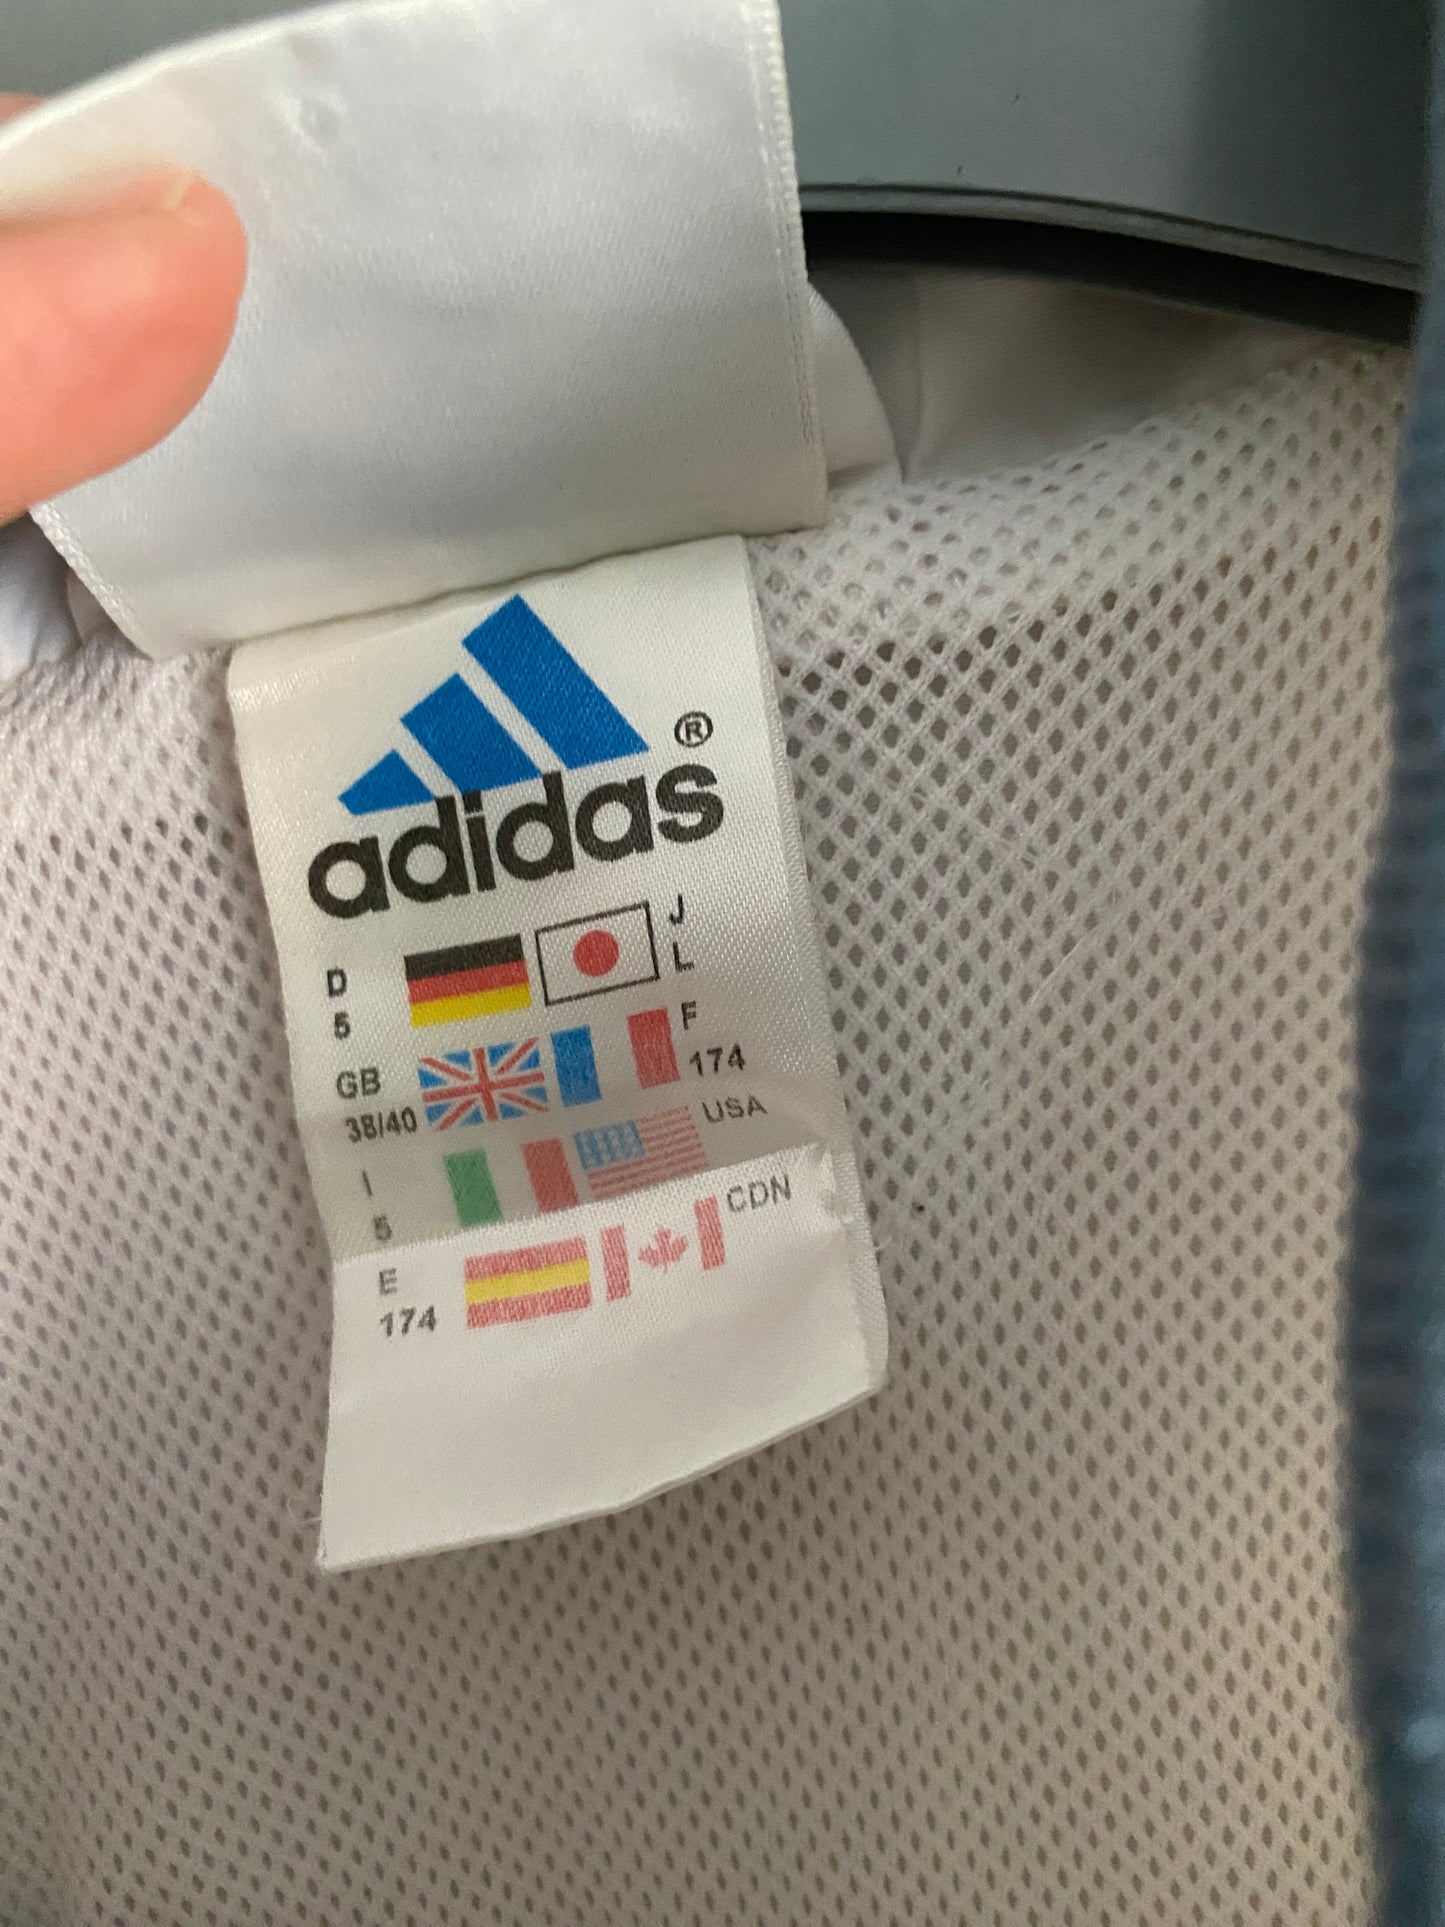 ®
adidas
D J
5 L
GB F
38/40 174
I USA
5
E CDN
174